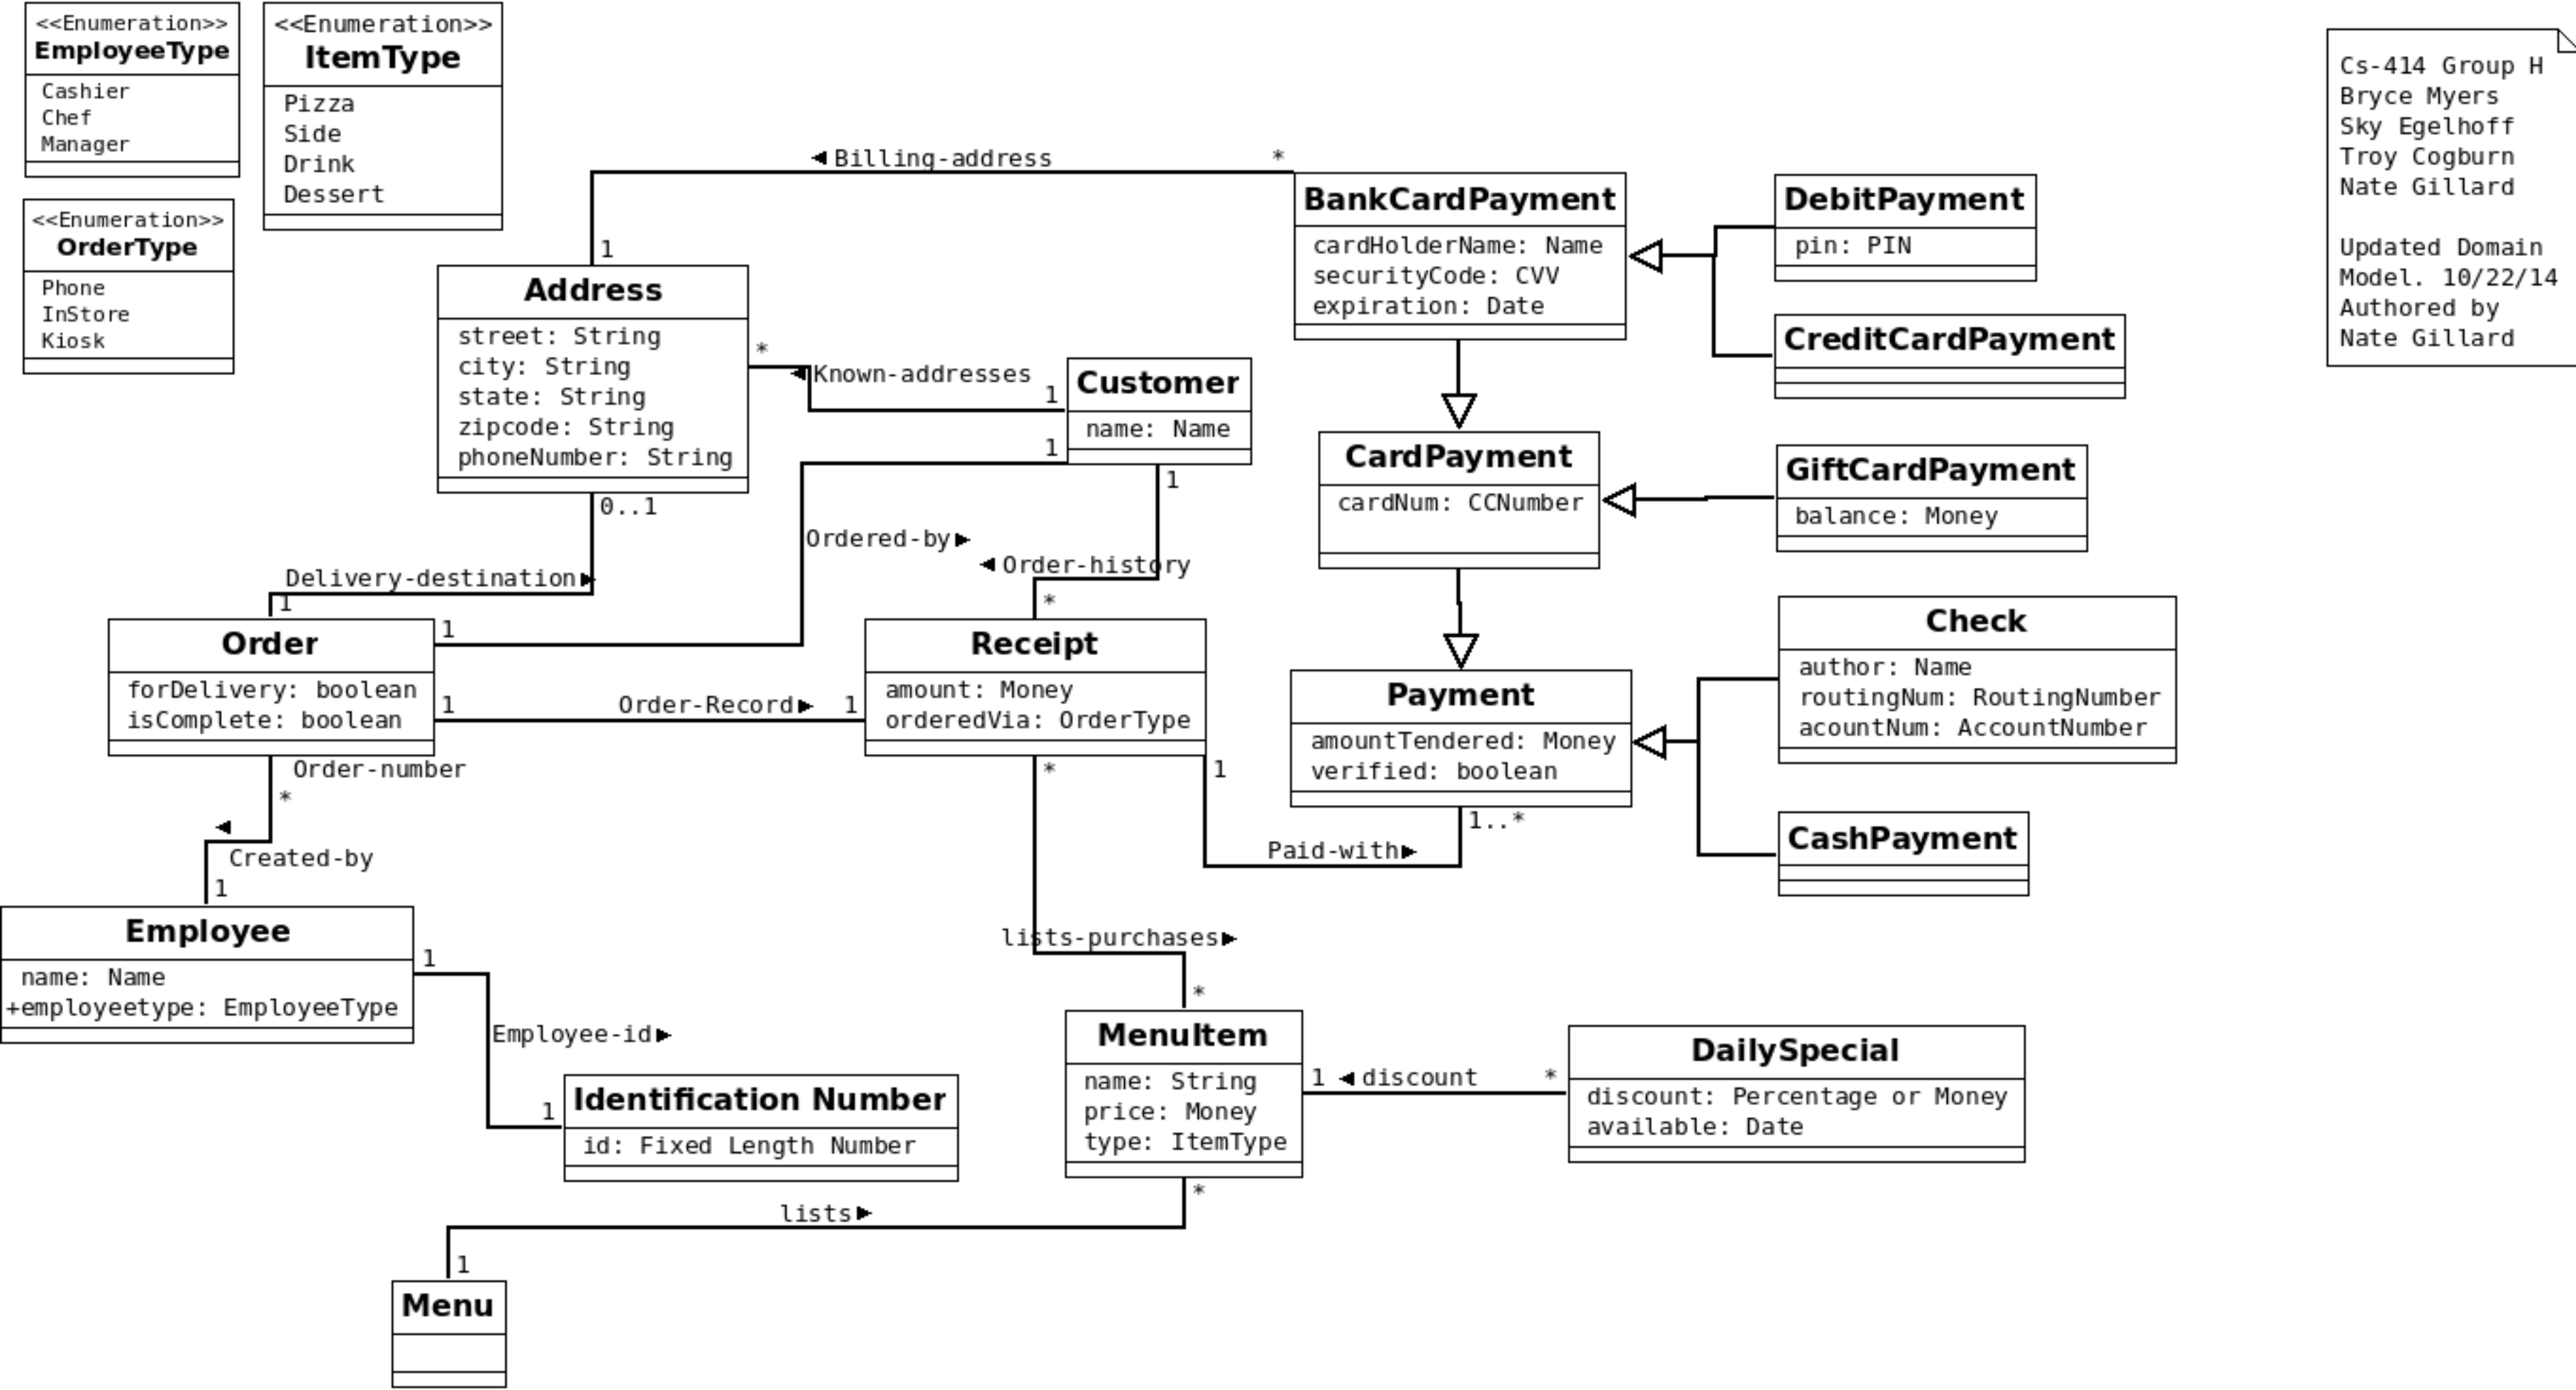 <<Enumeration>>
EmployeeType
Cashier
Chef
Manager
<<Enumeration>>
ItemType
Pizza
Side
Drink
Dessert
<<Enumeration>>
OrderType
Phone
InStore
Kiosk
Cs-414 Group H
Bryce Myers
Sky Egelhoff
Troy Cogburn
Nate Gillard
Updated Domain
Model. 10/22/14
Authored by
Nate Gillard
◄ Billing-address
*
1
BankCardPayment
cardHolderName: Name
securityCode: CVV
expiration: Date
DebitPayment
pin: PIN
CreditCardPayment
Address
street: String
city: String
state: String
zipcode: String
phoneNumber: String
*
◄Known-addresses
1
Customer
name: Name
1
1
CardPayment
cardNum: CCNumber
GiftCardPayment
balance: Money
0..1
Ordered-by►
◄ Order-history
*
Delivery-destination►
1
Order
forDelivery: boolean
isComplete: boolean
1
1
Order-Record►
1
Receipt
amount: Money
orderedVia: OrderType
Payment
amountTendered: Money
verified: boolean
Check
author: Name
routingNum: RoutingNumber
acountNum: AccountNumber
CashPayment
Order-number
*
◄
Created-by
1
*
1
1..*
Paid-with►
Employee
name: Name
+employeetype: EmployeeType
1
Employee-id►
1
Identification Number
id: Fixed Length Number
lists-purchases►
*
MenuItem
name: String
price: Money
type: ItemType
1 ◄ discount
*
DailySpecial
discount: Percentage or Money
available: Date
*
lists►
1
Menu